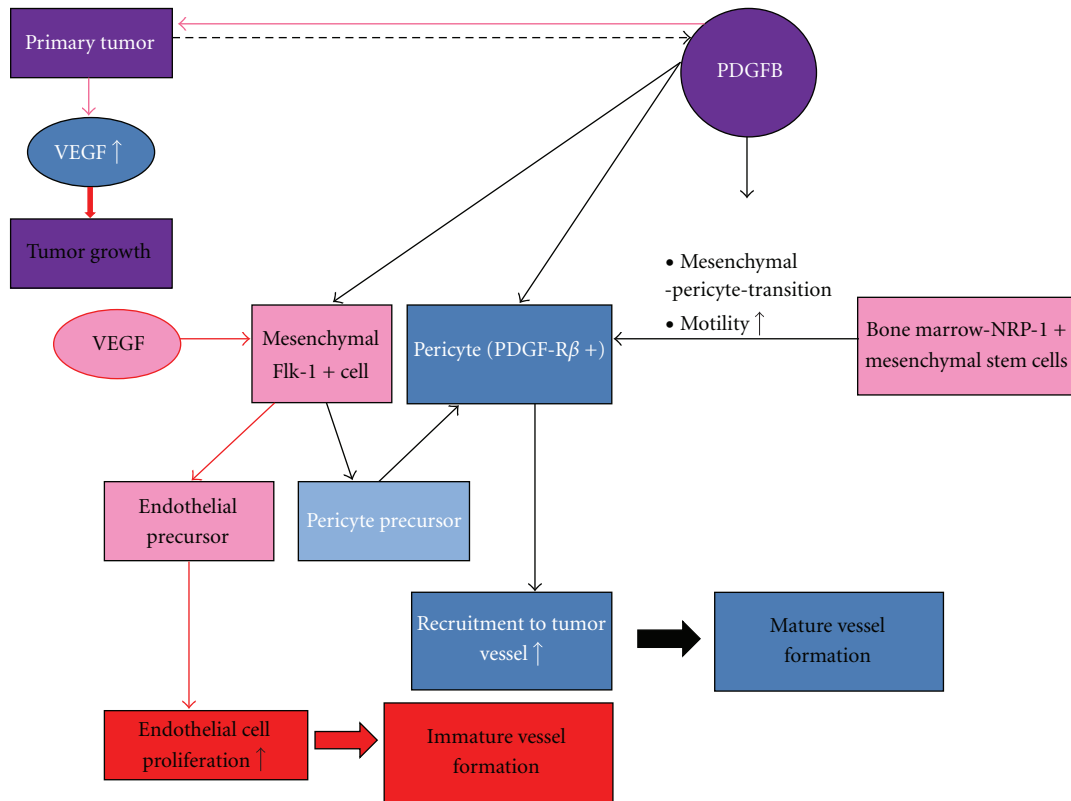 Primary tumor
PDGFB
VEGF ↑
Tumor growth
• Mesenchymal
-pericyte-transition
• Motility ↑
VEGF
Mesenchymal
Flk-1 + cell
Pericyte (PDGF-Rβ +)
Bone marrow-NRP-1 +
mesenchymal stem cells
Endothelial
precursor
Pericyte precursor
Recruitment to tumor
vessel ↑
Mature vessel
formation
Endothelial cell
proliferation ↑
Immature vessel
formation